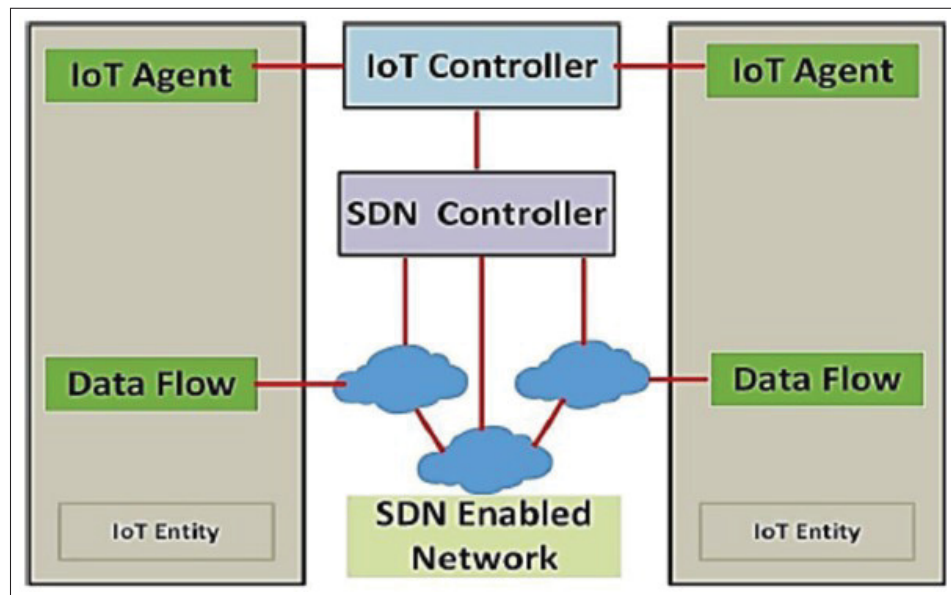 IoT Agent
IoT Controller
IoT Agent
SDN Controller
Data Flow
Data Flow
IoT Entity
SDN Enabled
Network
IoT Entity